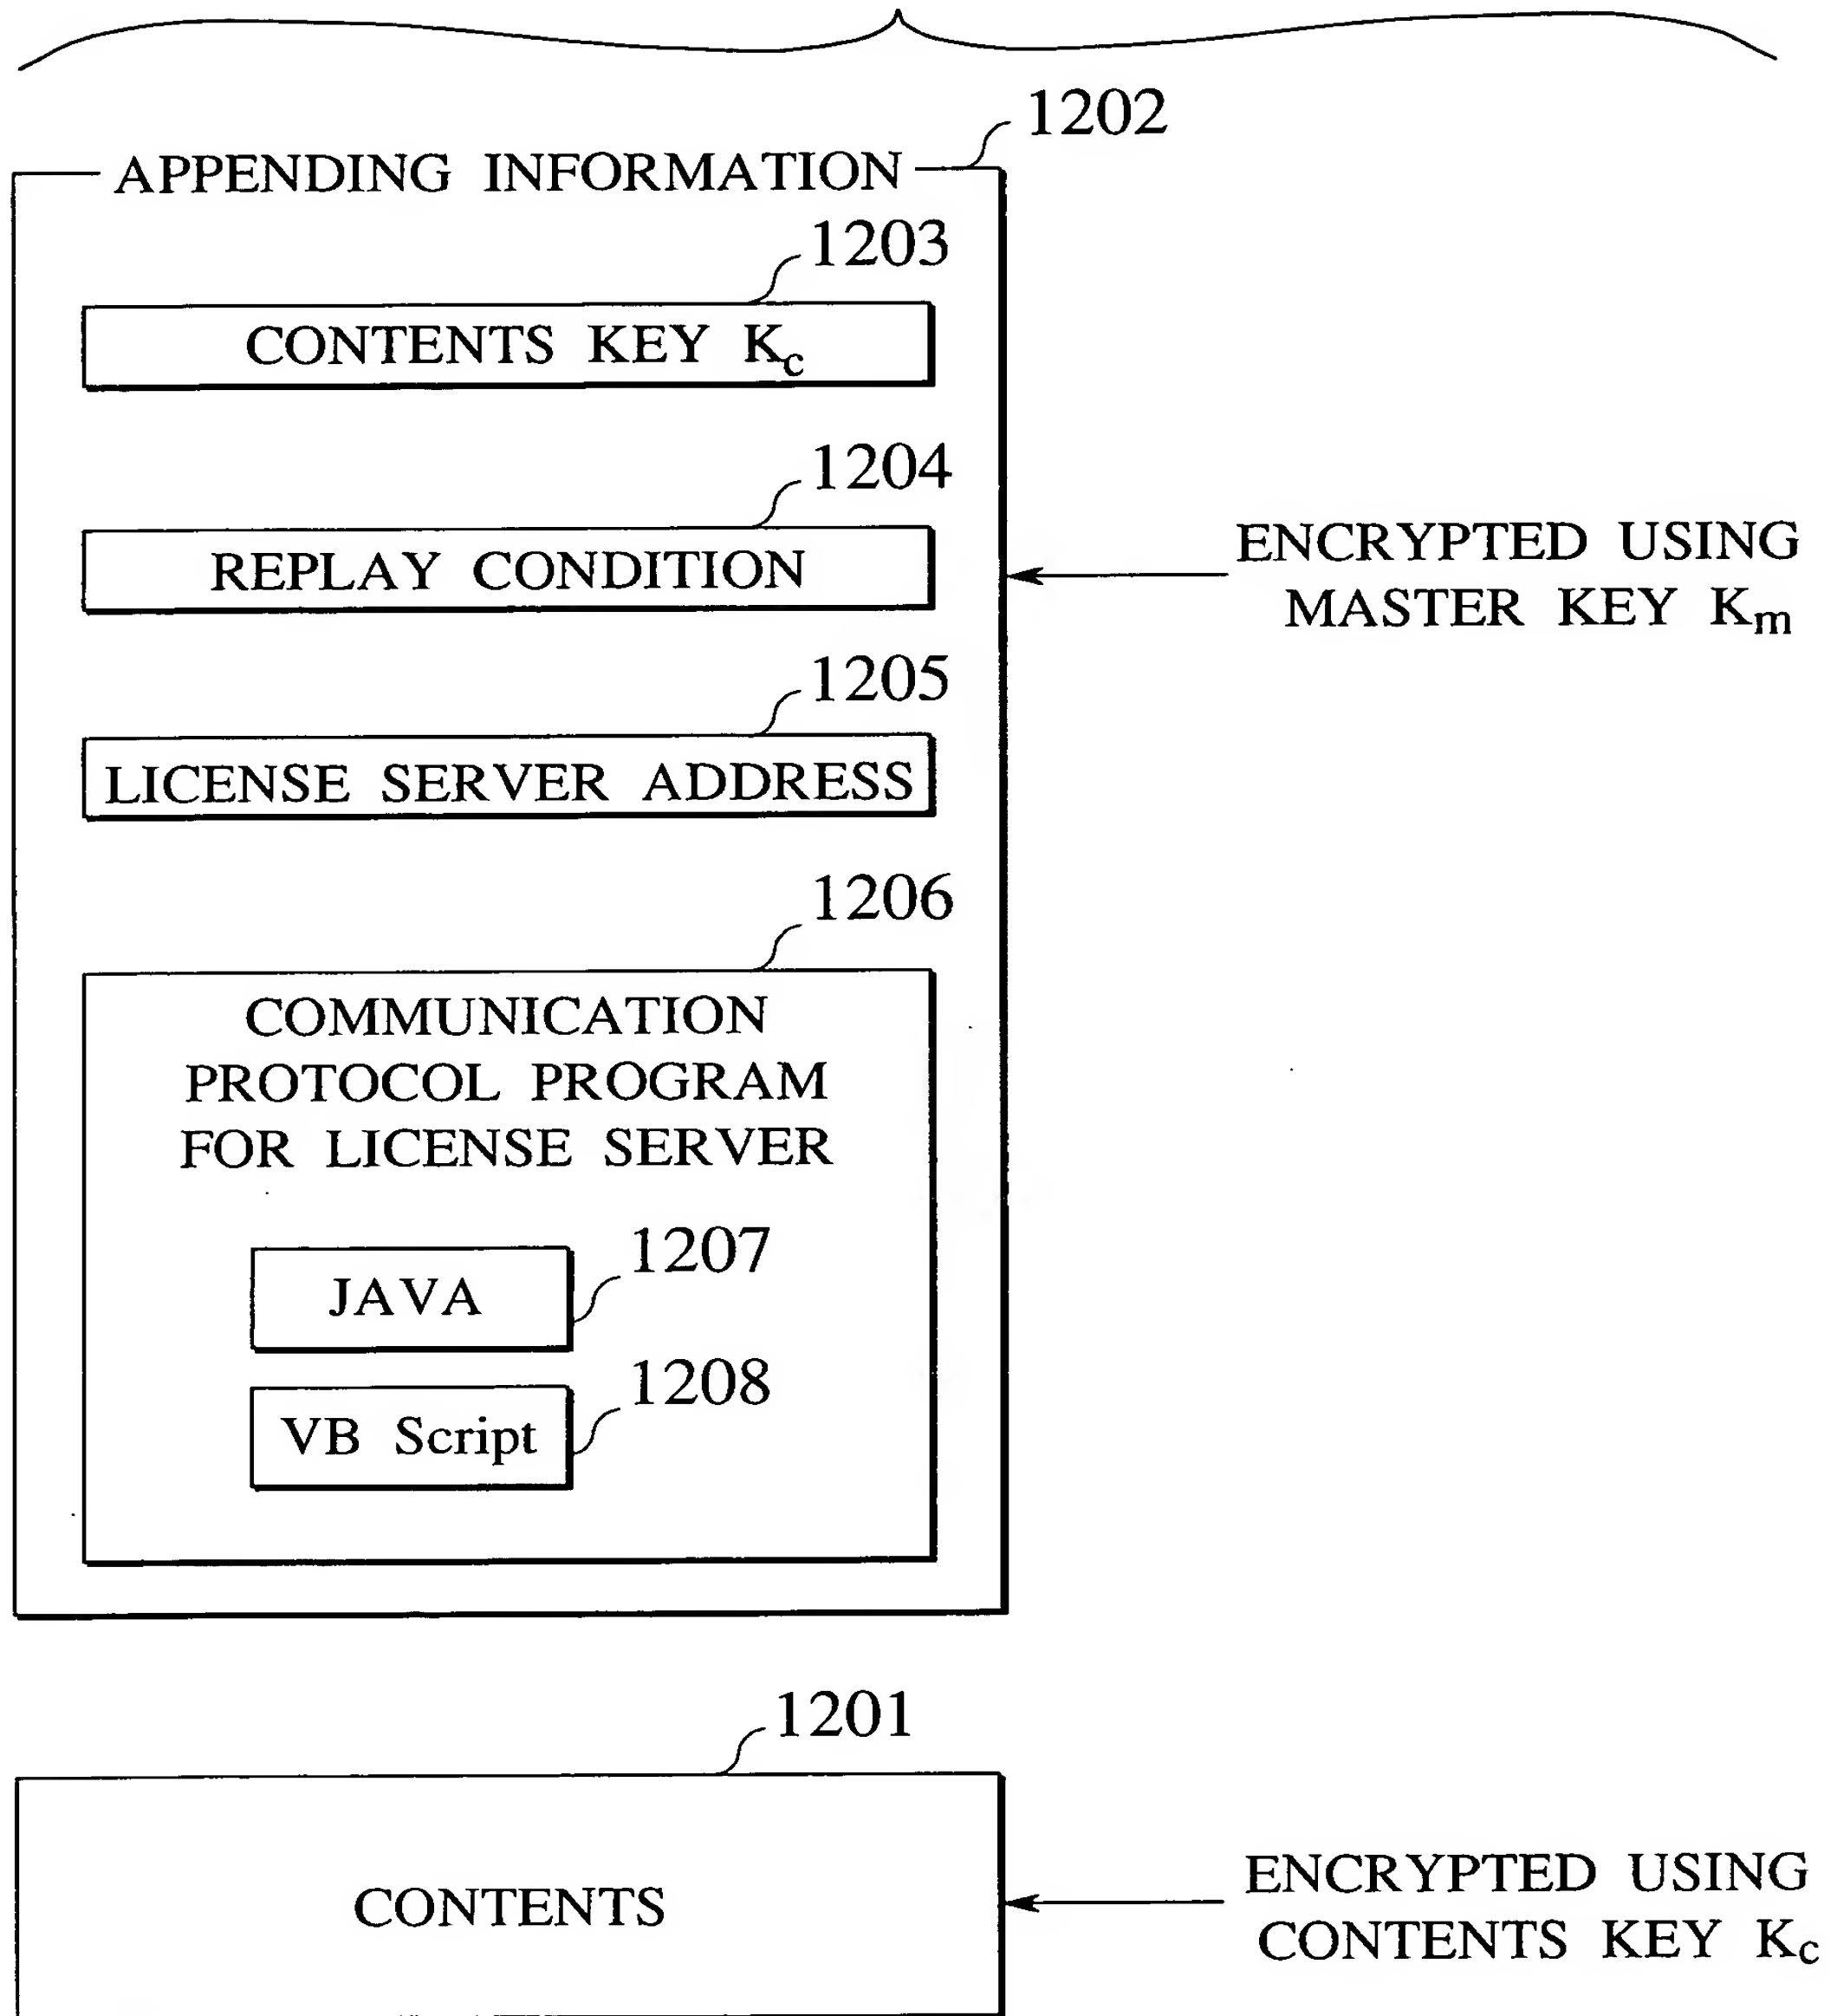 1202
APPENDING INFORMATION
1203
CONTENTS KEY Kc
1204
REPLAY CONDITION
ENCRYPTED USING
MASTER KEY Km
1205
LICENSE SERVER ADDRESS
1206
COMMUNICATION
PROTOCOL PROGRAM
FOR LICENSE SERVER
1207
JAVA
1208
VB Script
1201
CONTENTS
ENCRYPTED USING
CONTENTS KEY Kc